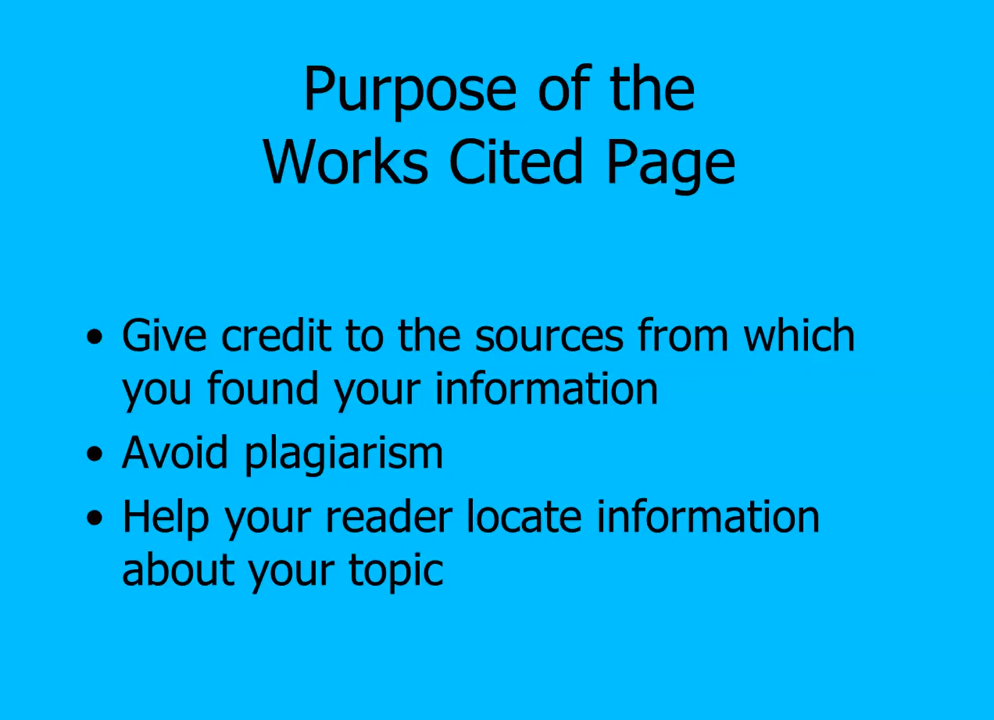 Purpose of the
Works Cited Page
• Give credit to the sources from which
you found your information
• Avoid plagiarism
• Help your reader locate information
about your topic